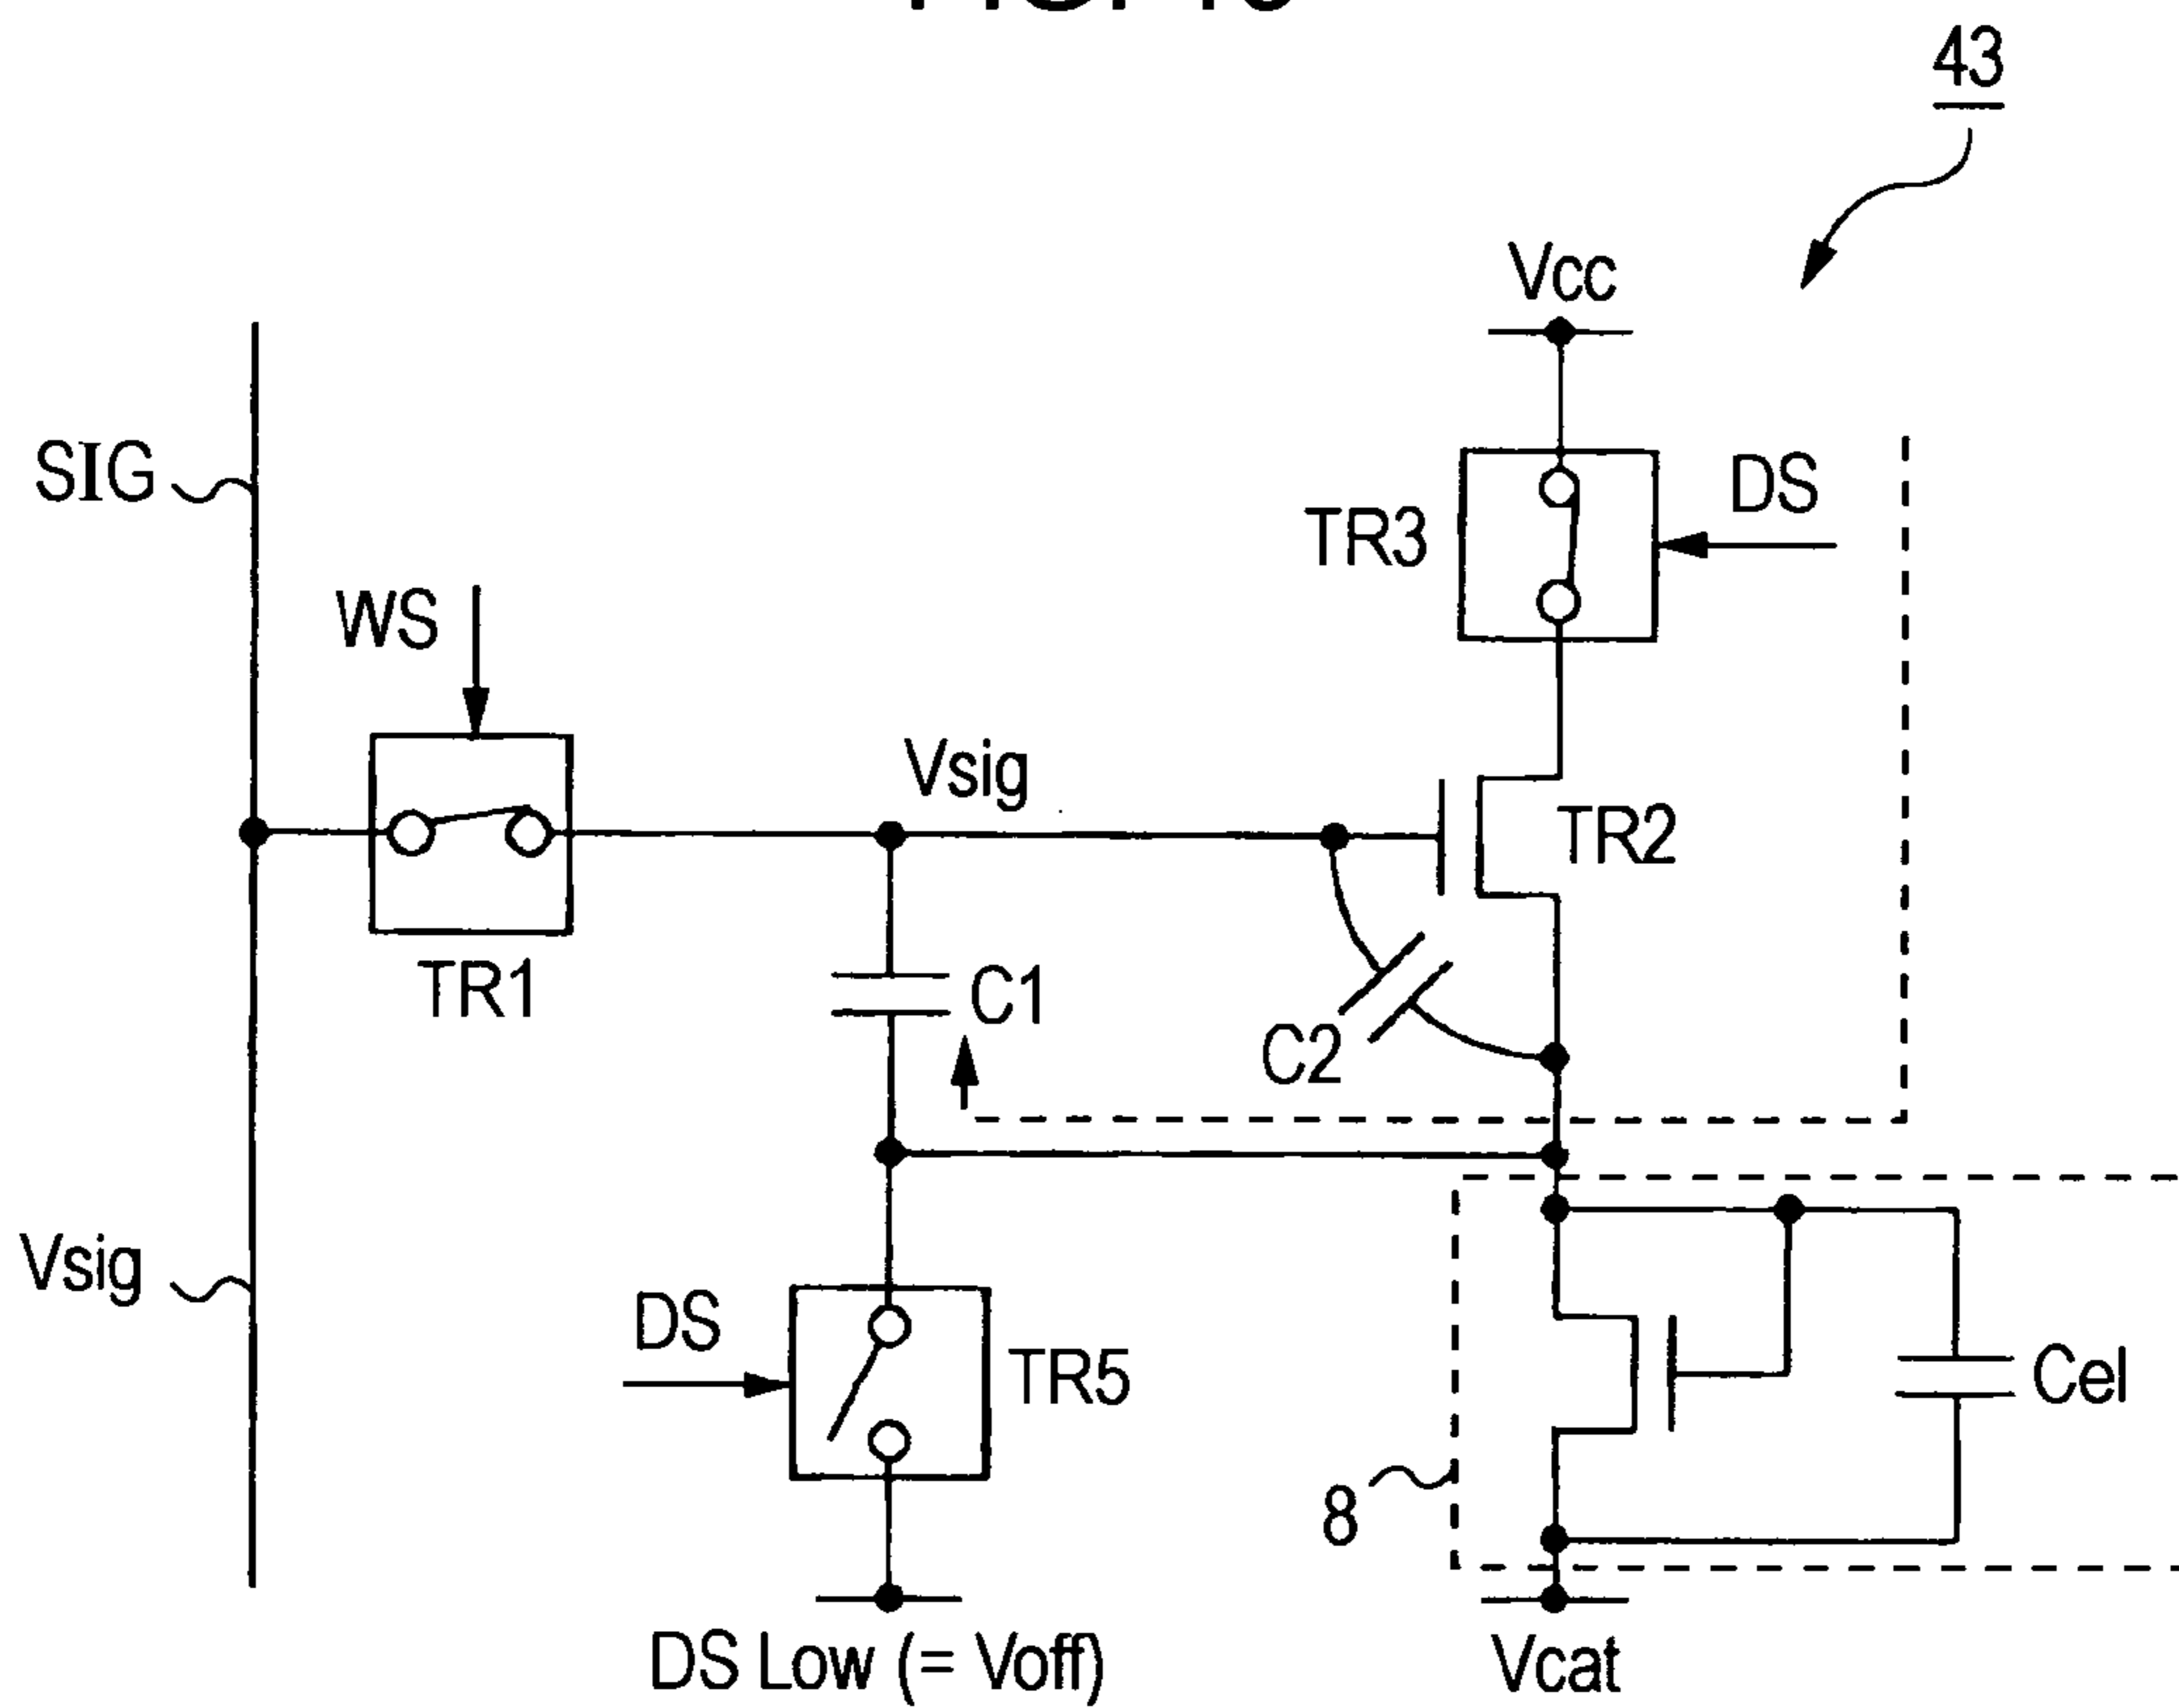 43
Vcc
SIG
DS
TR3
WS
Vsig
TR2
TR1
C1
C2
Vsig
DS
TR5
Cel
8
DS Low (= Voff)
Vcat